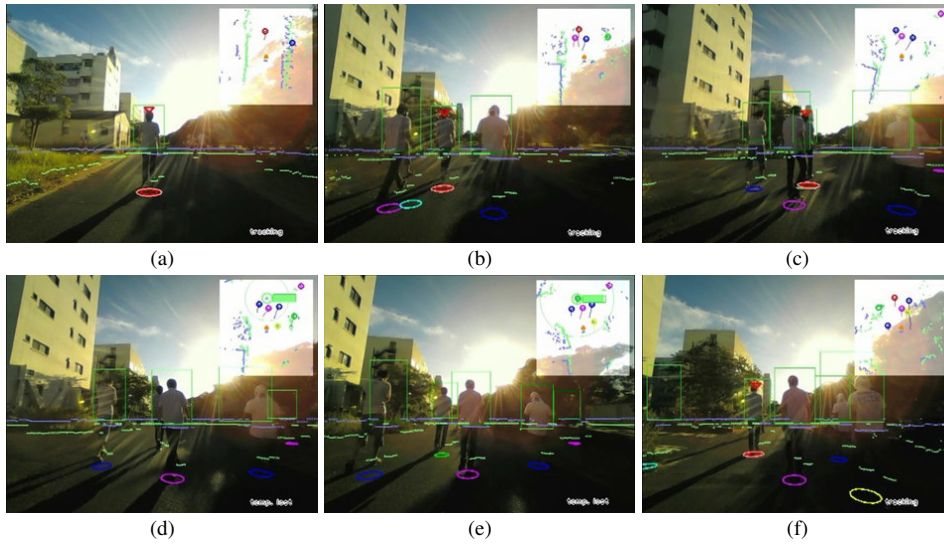 tracking
tracking
tracking
(a)
(b)
(c)
temp. lost
temp. lost
tracking
(d)
(e)
(f)